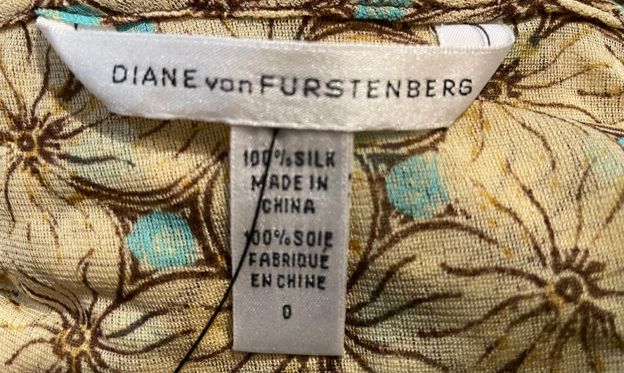 DIANE von FURSTENBERG
100% SILK
MADE IN
CHINA
100% SOIE
FABRIQUE
EN CHINE
0